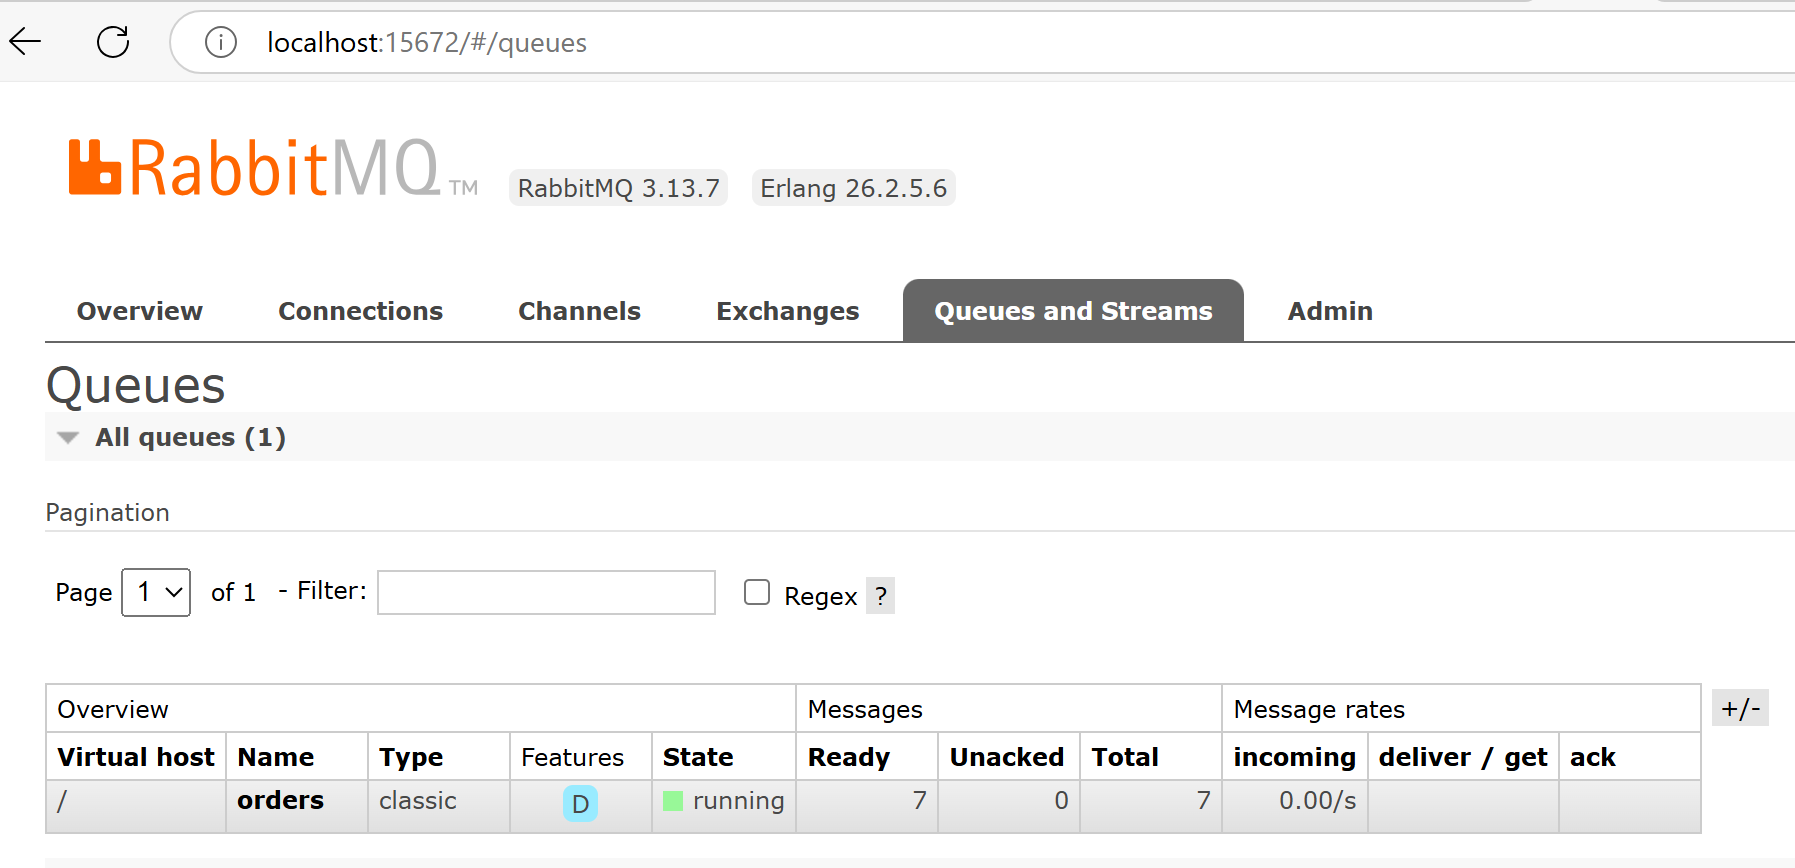 localhost:15672/#/queues
RabbitMQ TM RabbitMQ 3.13.7 Erlang 26.2.5.6
Overview Connections Channels Exchanges Queues and Streams Admin
Queues
All queues (1)
Pagination
Page 1 of 1 - Filter: Regex ?
Overview Messages Message rates +/-
Virtual host Name Type Features State Ready Unacked Total incoming deliver / get ack
/ orders classic D running 7 0 7 0.00/s